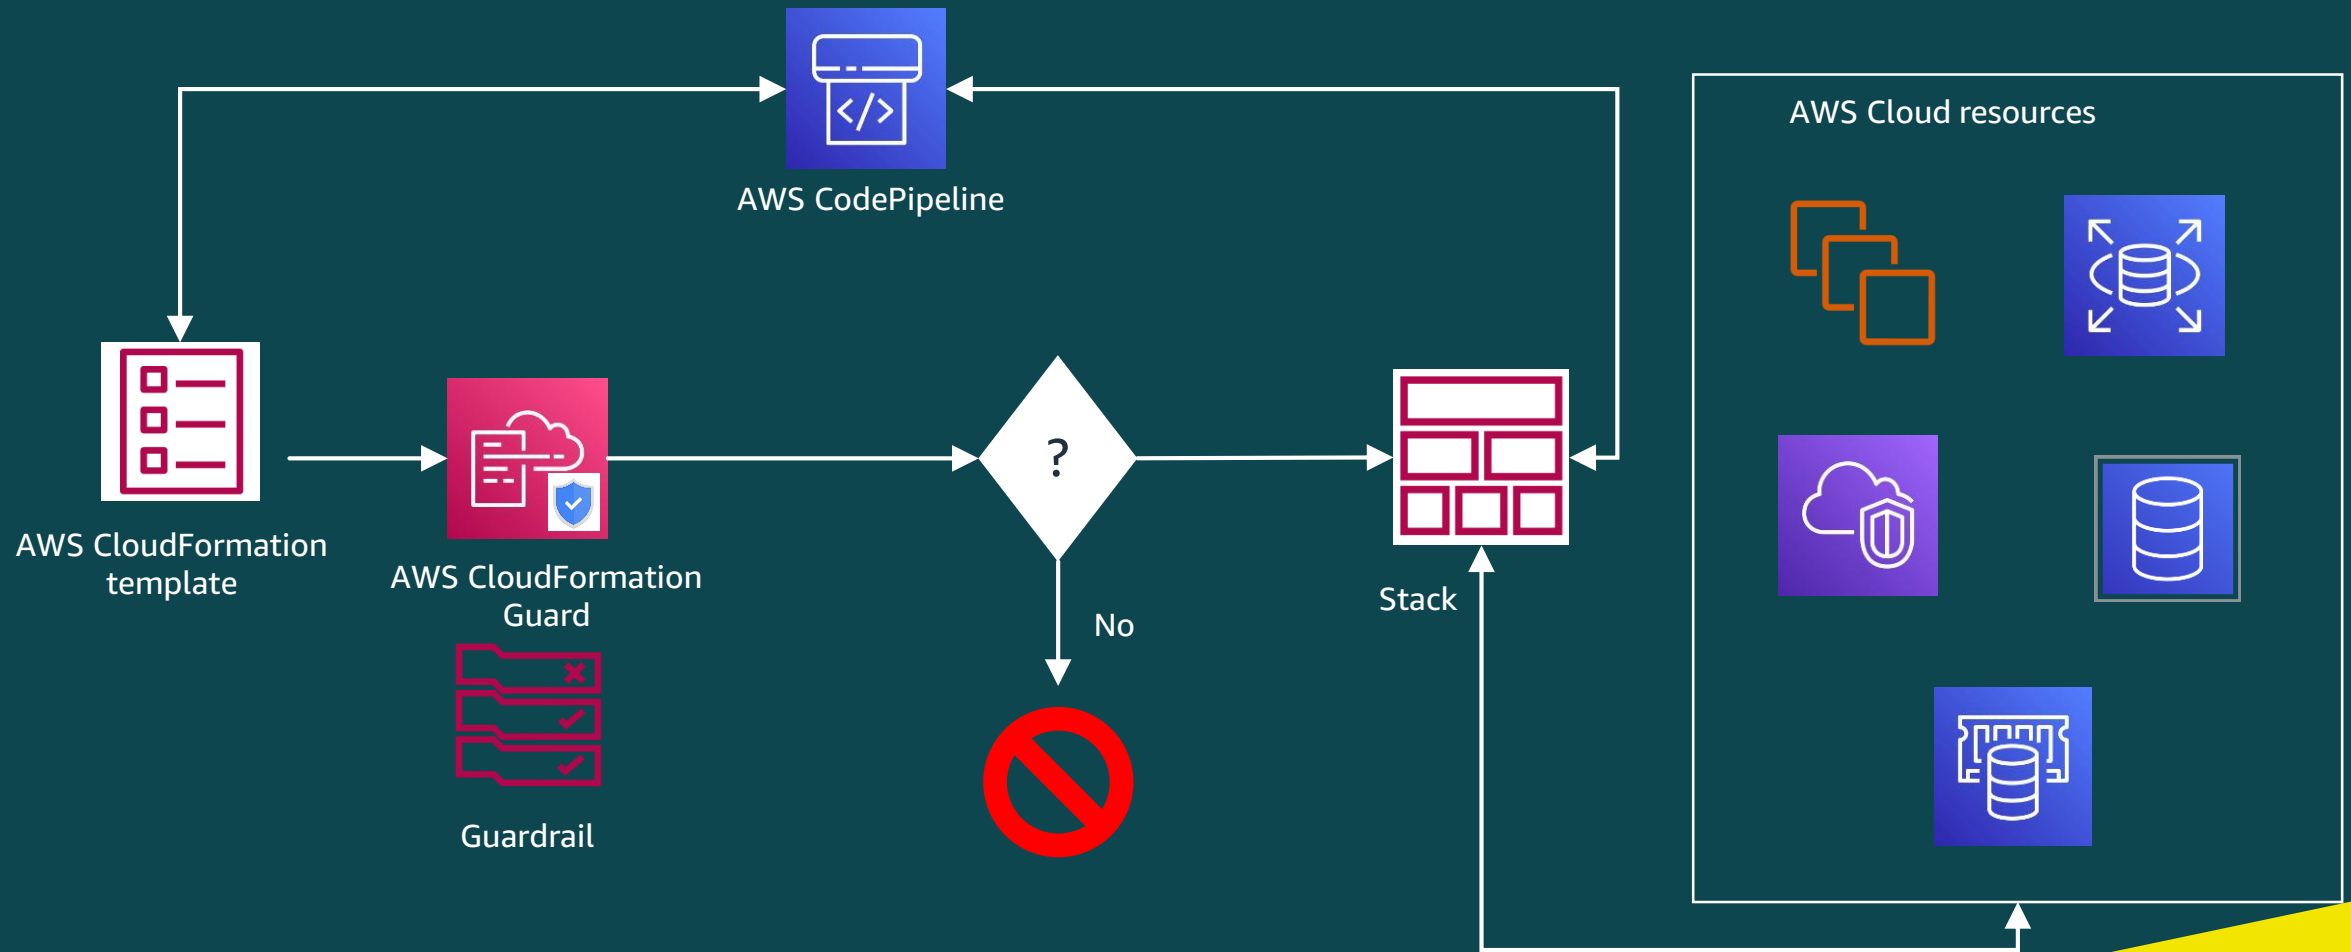 AWS CodePipeline
AWS Cloud resources
</>
?
AWS CloudFormation
template
AWS CloudFormation
Guard
No
Stack
Guardrail